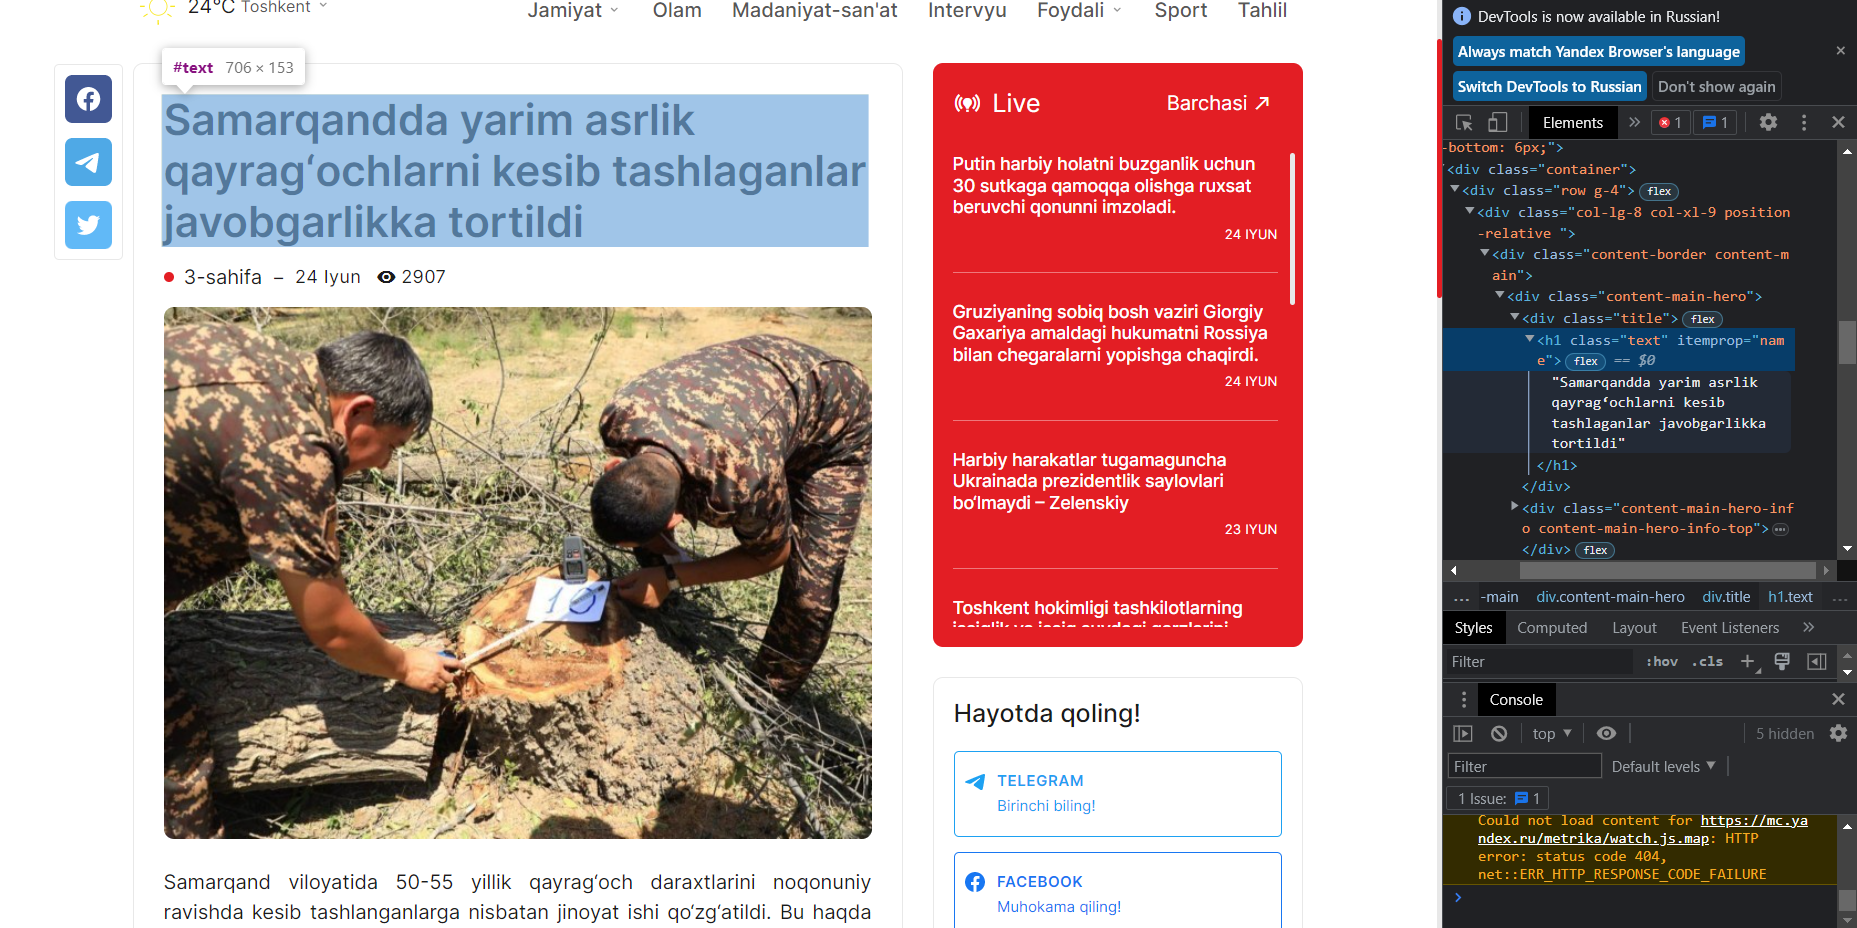 24°C Toshkent
Jamiyat
Olam
Madaniyat-san'at
Intervyu
Foydali
Sport
Tahlil
#text 706 × 153
Samarqandda yarim asrlik
qayrag‘ochlarni kesib tashlaganlar
javobgarlikka tortildi
3-sahifa – 24 Iyun 2907
10
Samarqand viloyatida 50-55 yillik qayrag‘och daraxtlarini noqonuniy
ravishda kesib tashlanganlarga nisbatan jinoyat ishi qo‘zg‘atildi. Bu haqda
Live
Barchasi
Putin harbiy holatni buzganlik uchun
30 sutkaga qamoqqa olishga ruxsat
beruvchi qonunni imzoladi.
24 IYUN
Gruziyaning sobiq bosh vaziri Giorgiy
Gaxariya amaldagi hukumatni Rossiya
bilan chegaralarni yopishga chaqirdi.
24 IYUN
Harbiy harakatlar tugamaguncha
Ukrainada prezidentlik saylovlari
bo‘lmaydi – Zelenskiy
23 IYUN
Toshkent hokimligi tashkilotlarning
Hayotda qoling!
TELEGRAM
Birinchi biling!
FACEBOOK
Muhokama qiling!
DevTools is now available in Russian!
Always match Yandex Browser's language
Switch DevTools to Russian
Don't show again
Elements
1
1
-bottom: 6px;">
<div class="container">
<div class="row g-4"> flex
<div class="col-lg-8 col-xl-9 position
-relative ">
<div class="content-border content-m
ain">
<div class="content-main-hero">
<div class="title"> flex
<h1 class="text" itemprop="nam
e"> flex == $0
"Samarqandda yarim asrlik
qayrag‘ochlarni kesib
tashlaganlar javobgarlikka
tortildi"
</h1>
</div>
<div class="content-main-hero-inf
o content-main-hero-info-top">
</div> flex
... -main div.content-main-hero div.title h1.text ...
Styles
Computed
Layout
Event Listeners
Filter
:hov .cls
Console
top
5 hidden
Filter
Default levels
1 Issue: 1
Could not load content for https://mc.ya
ndex.ru/metrika/watch.js.map: HTTP
error: status code 404,
net::ERR_HTTP_RESPONSE_CODE_FAILURE